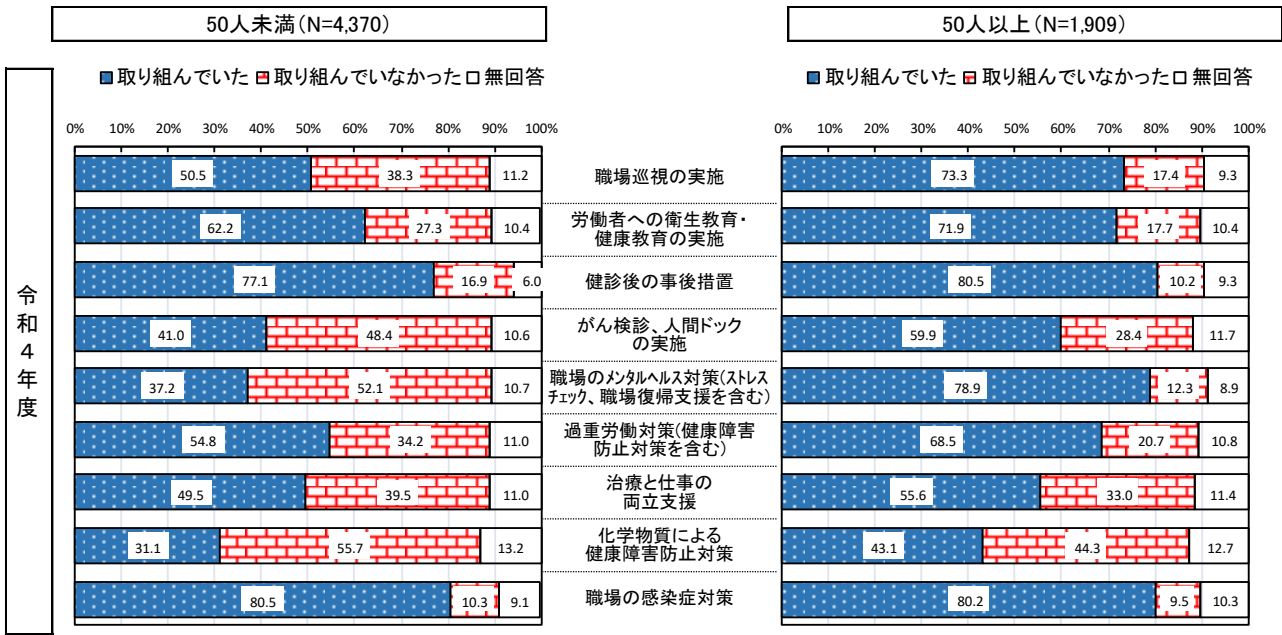 50人未満(N=4,370)
50人以上(N=1,909)
令和4年度
取り組んでいた 取り組んでいなかった 無回答
取り組んでいた 取り組んでいなかった 無回答
0% 10% 20% 30% 40% 50% 60% 70% 80% 90% 100%
0% 10% 20% 30% 40% 50% 60% 70% 80% 90% 100%
50.5 38.3 11.2
職場巡視の実施
73.3 17.4 9.3
62.2 27.3 10.4
労働者への衛生教育・
健康教育の実施
71.9 17.7 10.4
77.1 16.9 6.0
健診後の事後措置
80.5 10.2 9.3
41.0 48.4 10.6
がん検診、人間ドック
の実施
59.9 28.4 11.7
37.2 52.1 10.7
職場のメンタルヘルス対策(ストレス
チェック、職場復帰支援を含む)
78.9 12.3 8.9
54.8 34.2 11.0
過重労働対策(健康障害
防止対策を含む)
68.5 20.7 10.8
49.5 39.5 11.0
治療と仕事の
両立支援
55.6 33.0 11.4
31.1 55.7 13.2
化学物質による
健康障害防止対策
43.1 44.3 12.7
80.5 10.3 9.1
職場の感染症対策
80.2 9.5 10.3